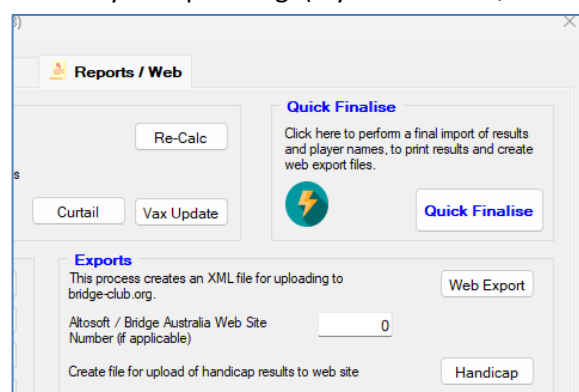 3)
Reports / Web
Re-Calc
s
Curtail
Vax Update
Quick Finalise
Click here to perform a final import of results
and player names, to print results and create
web export files.
Quick Finalise
Exports
This process creates an XML file for uploading to
bridge-club.org.
Web Export
Altosoft / Bridge Australia Web Site
Number (if applicable)
0
Create file for upload of handicap results to web site
Handicap